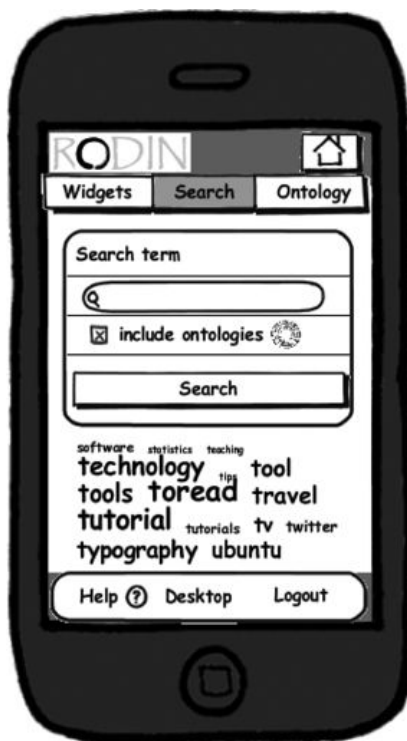 RODIN
Widgets Search Ontology
Search term
include ontologies
Search
software statistics teaching
technology tips tool
tools toread travel
tutorial tutorials tv twitter
typography ubuntu
Help ? Desktop Logout